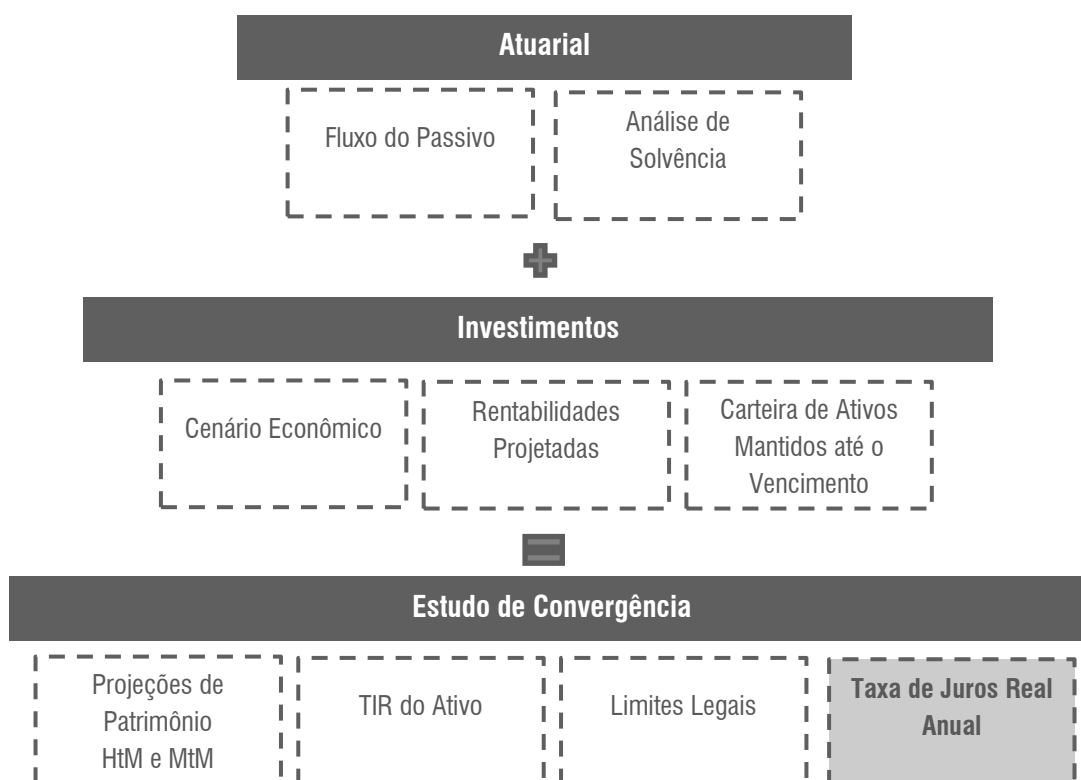 Atuarial
Fluxo do Passivo
Análise de
Solvência
Investimentos
Cenário Econômico
Rentabilidades
Projetadas
Carteira de Ativos
Mantidos até o
Vencimento
Estudo de Convergência
Projeções de
Patrimônio
HtM e MtM
TIR do Ativo
Limites Legais
Taxa de Juros Real
Anual